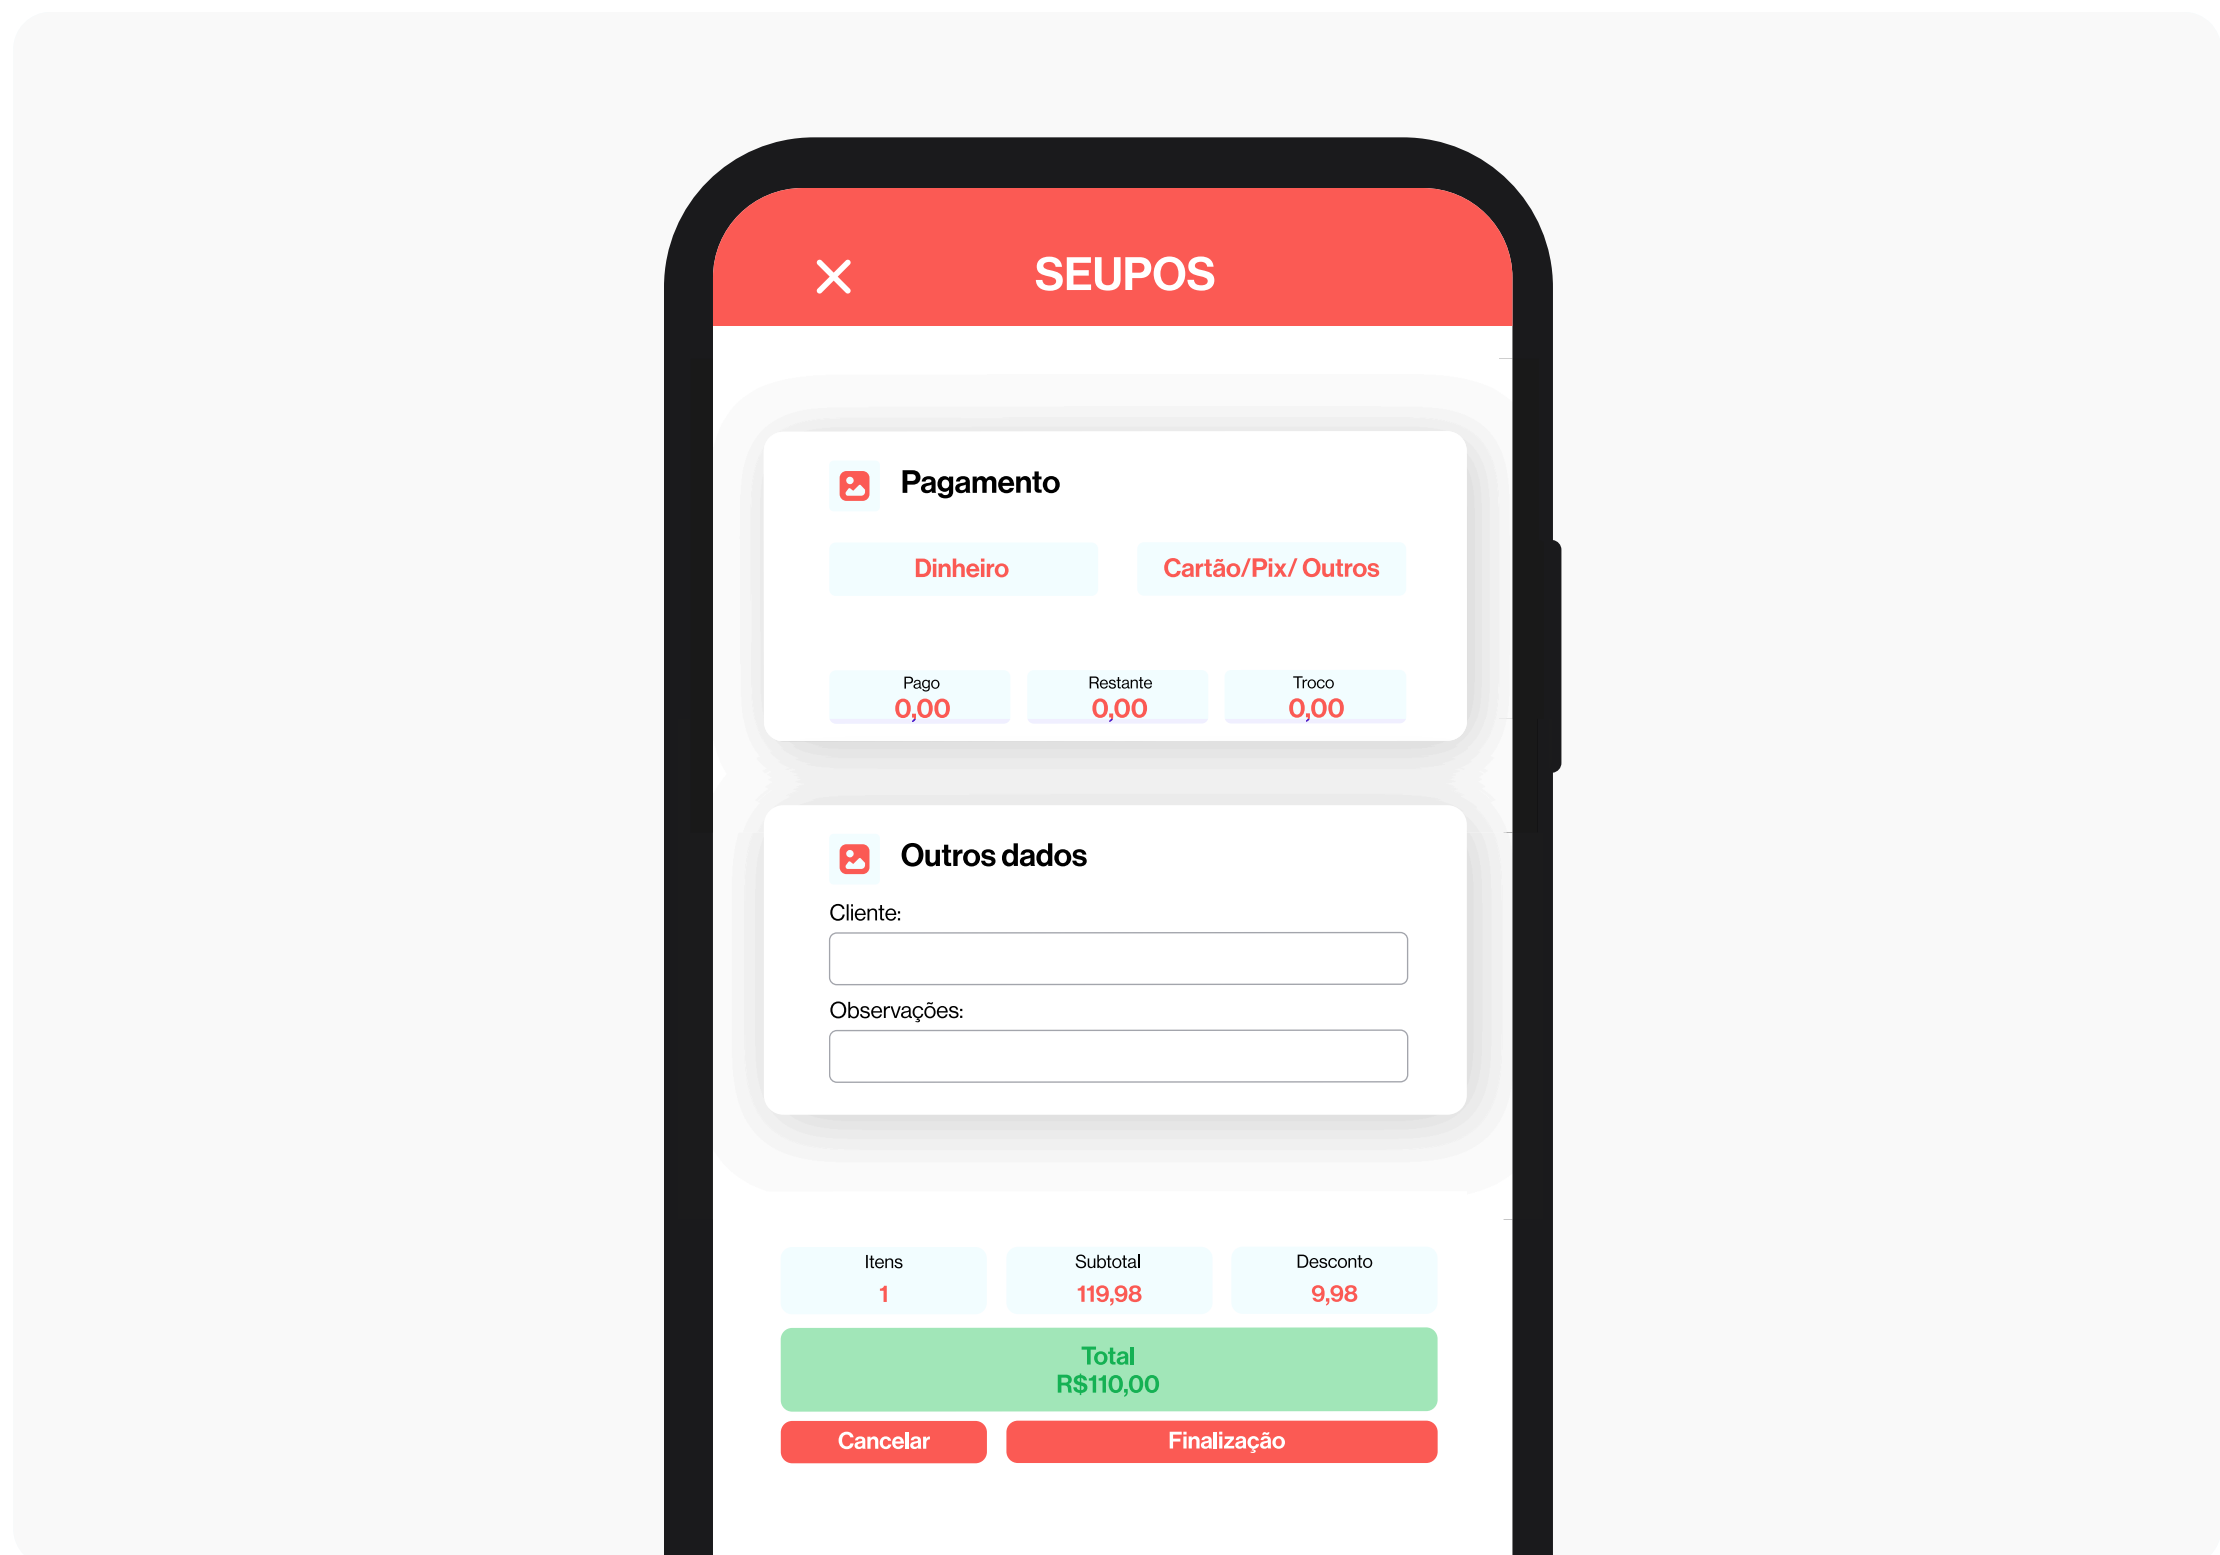 SEUPOS
Pagamento
Dinheiro
Cartão/Pix/ Outros
Pago
Restante
Troco
0,00
0,00
0,00
Outros dados
Cliente:
Observações:
Itens
Subtotal
Desconto
1
119,98
9,98
Total
R$110,00
Cancelar
Finalização